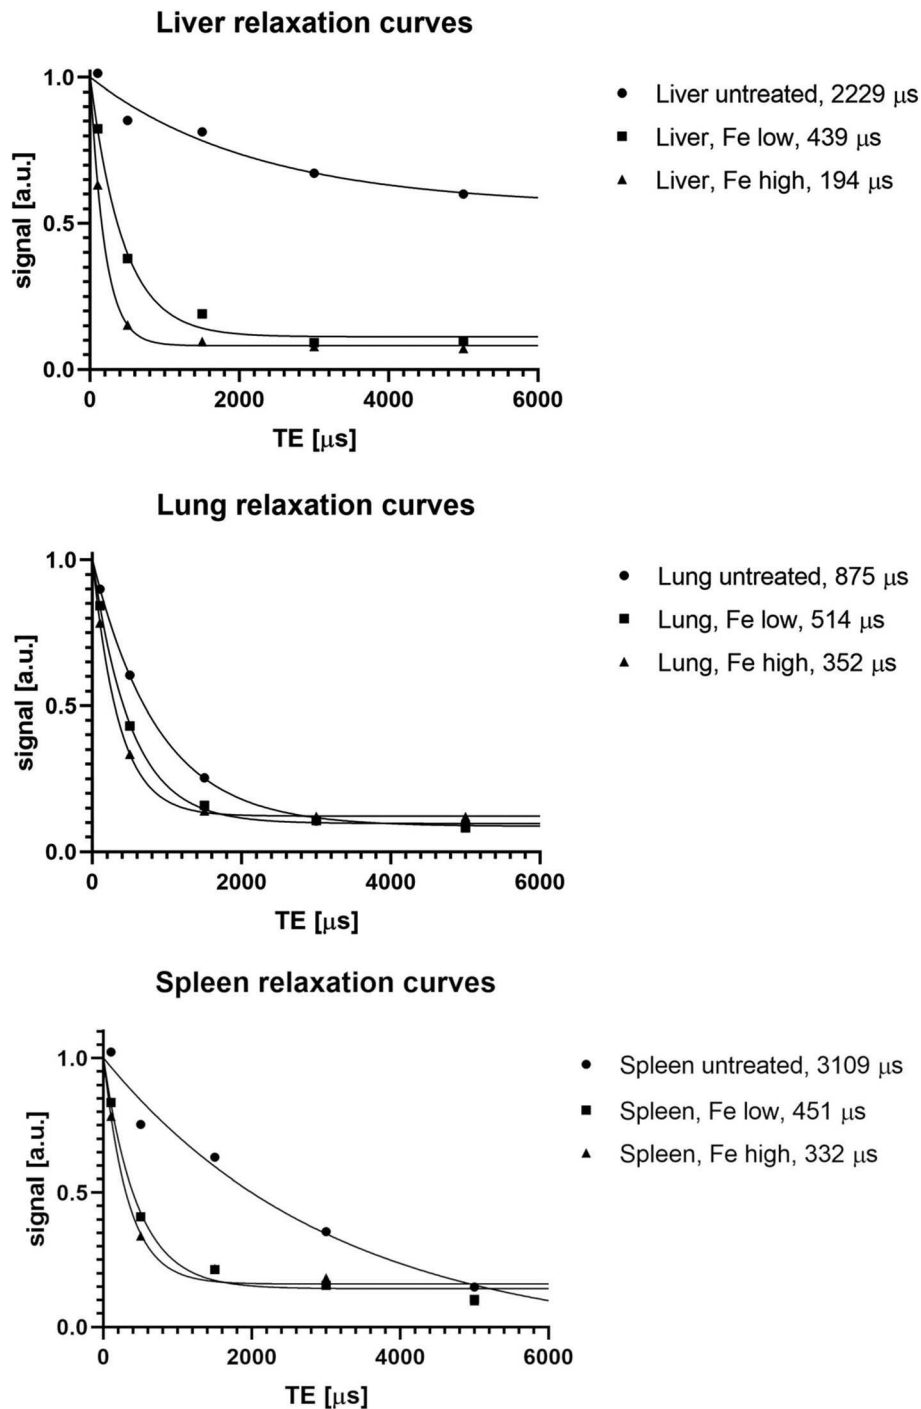 Liver relaxation curves
1.0
0.5
0.0
signal [a.u.]
0 2000 4000 6000
TE [μs]
Liver untreated, 2229 μs
Liver, Fe low, 439 μs
Liver, Fe high, 194 μs
Lung relaxation curves
1.0
0.5
0.0
signal [a.u.]
0 2000 4000 6000
TE [μs]
Lung untreated, 875 μs
Lung, Fe low, 514 μs
Lung, Fe high, 352 μs
Spleen relaxation curves
1.0
0.5
0.0
signal [a.u.]
0 2000 4000 6000
TE [μs]
Spleen untreated, 3109 μs
Spleen, Fe low, 451 μs
Spleen, Fe high, 332 μs